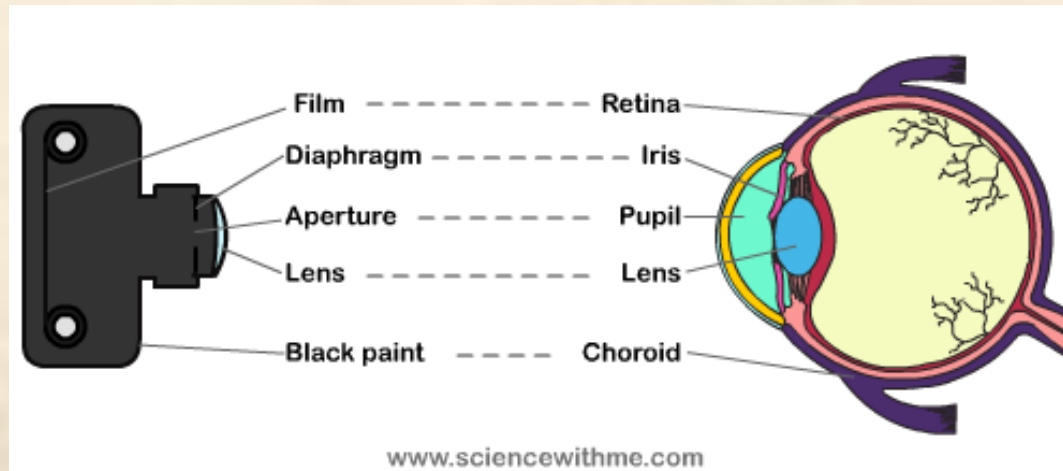 Film Retina
Diaphragm Iris
Aperture Pupil
Lens Lens
Black paint Choroid
www.sciencewithme.com